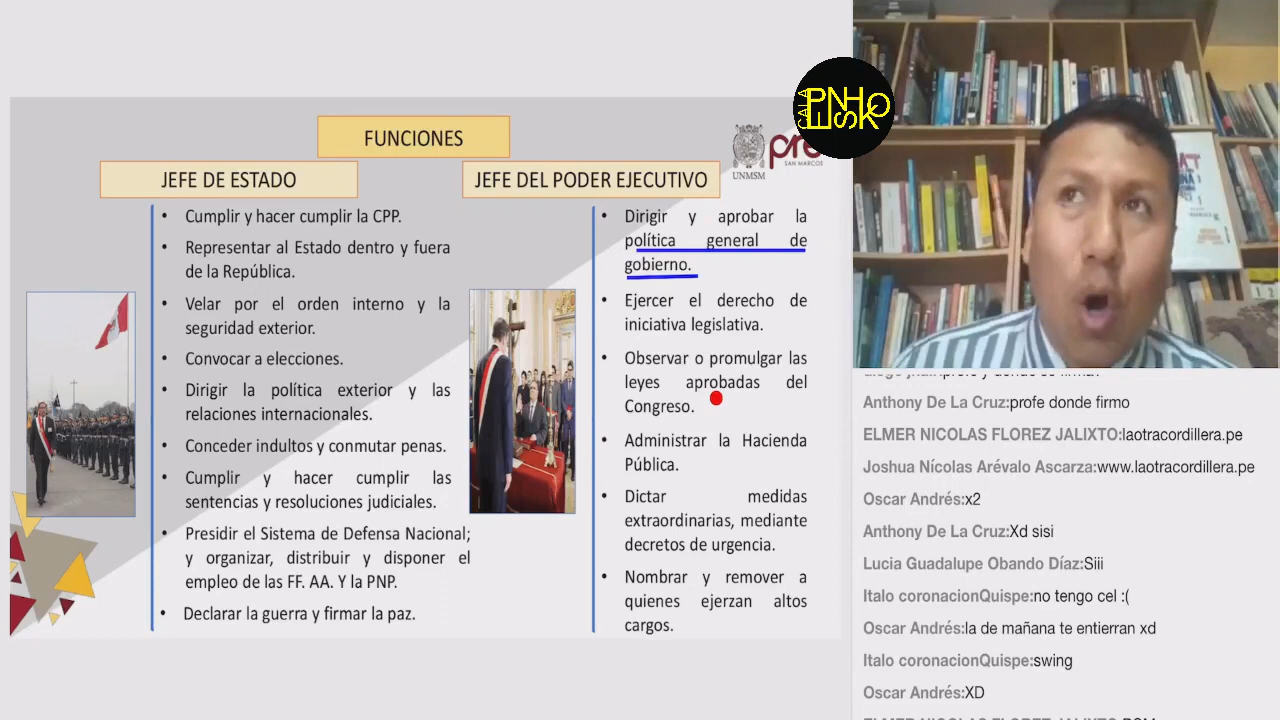 FUNCIONES
JEFE DE ESTADO
JEFE DEL PODER EJECUTIVO
UNMSM
pre
SAN MARCOS
CALA
PENHSKO
• Cumplir y hacer cumplir la CPP.
• Representar al Estado dentro y fuera
de la República.
• Velar por el orden interno y la
seguridad exterior.
• Convocar a elecciones.
• Dirigir la política exterior y las
relaciones internacionales.
• Conceder indultos y conmutar penas.
• Cumplir y hacer cumplir las
sentencias y resoluciones judiciales.
• Presidir el Sistema de Defensa Nacional;
y organizar, distribuir y disponer el
empleo de las FF. AA. Y la PNP.
• Declarar la guerra y firmar la paz.
• Dirigir y aprobar la
política general de
gobierno.
• Ejercer el derecho de
iniciativa legislativa.
• Observar o promulgar las
leyes aprobadas del
Congreso.
• Administrar la Hacienda
Pública.
• Dictar medidas
extraordinarias, mediante
decretos de urgencia.
• Nombrar y remover a
quienes ejerzan altos
cargos.
Anthony De La Cruz:profe donde firmo
ELMER NICOLAS FLOREZ JALIXTO:laotracordillera.pe
Joshua Nícolas Arévalo Ascarza:www.laotracordillera.pe
Oscar Andrés:x2
Anthony De La Cruz:Xd sisi
Lucia Guadalupe Obando Díaz:Siii
Italo coronacionQuispe:no tengo cel :(
Oscar Andrés:la de mañana te entierran xd
Italo coronacionQuispe:swing
Oscar Andrés:XD